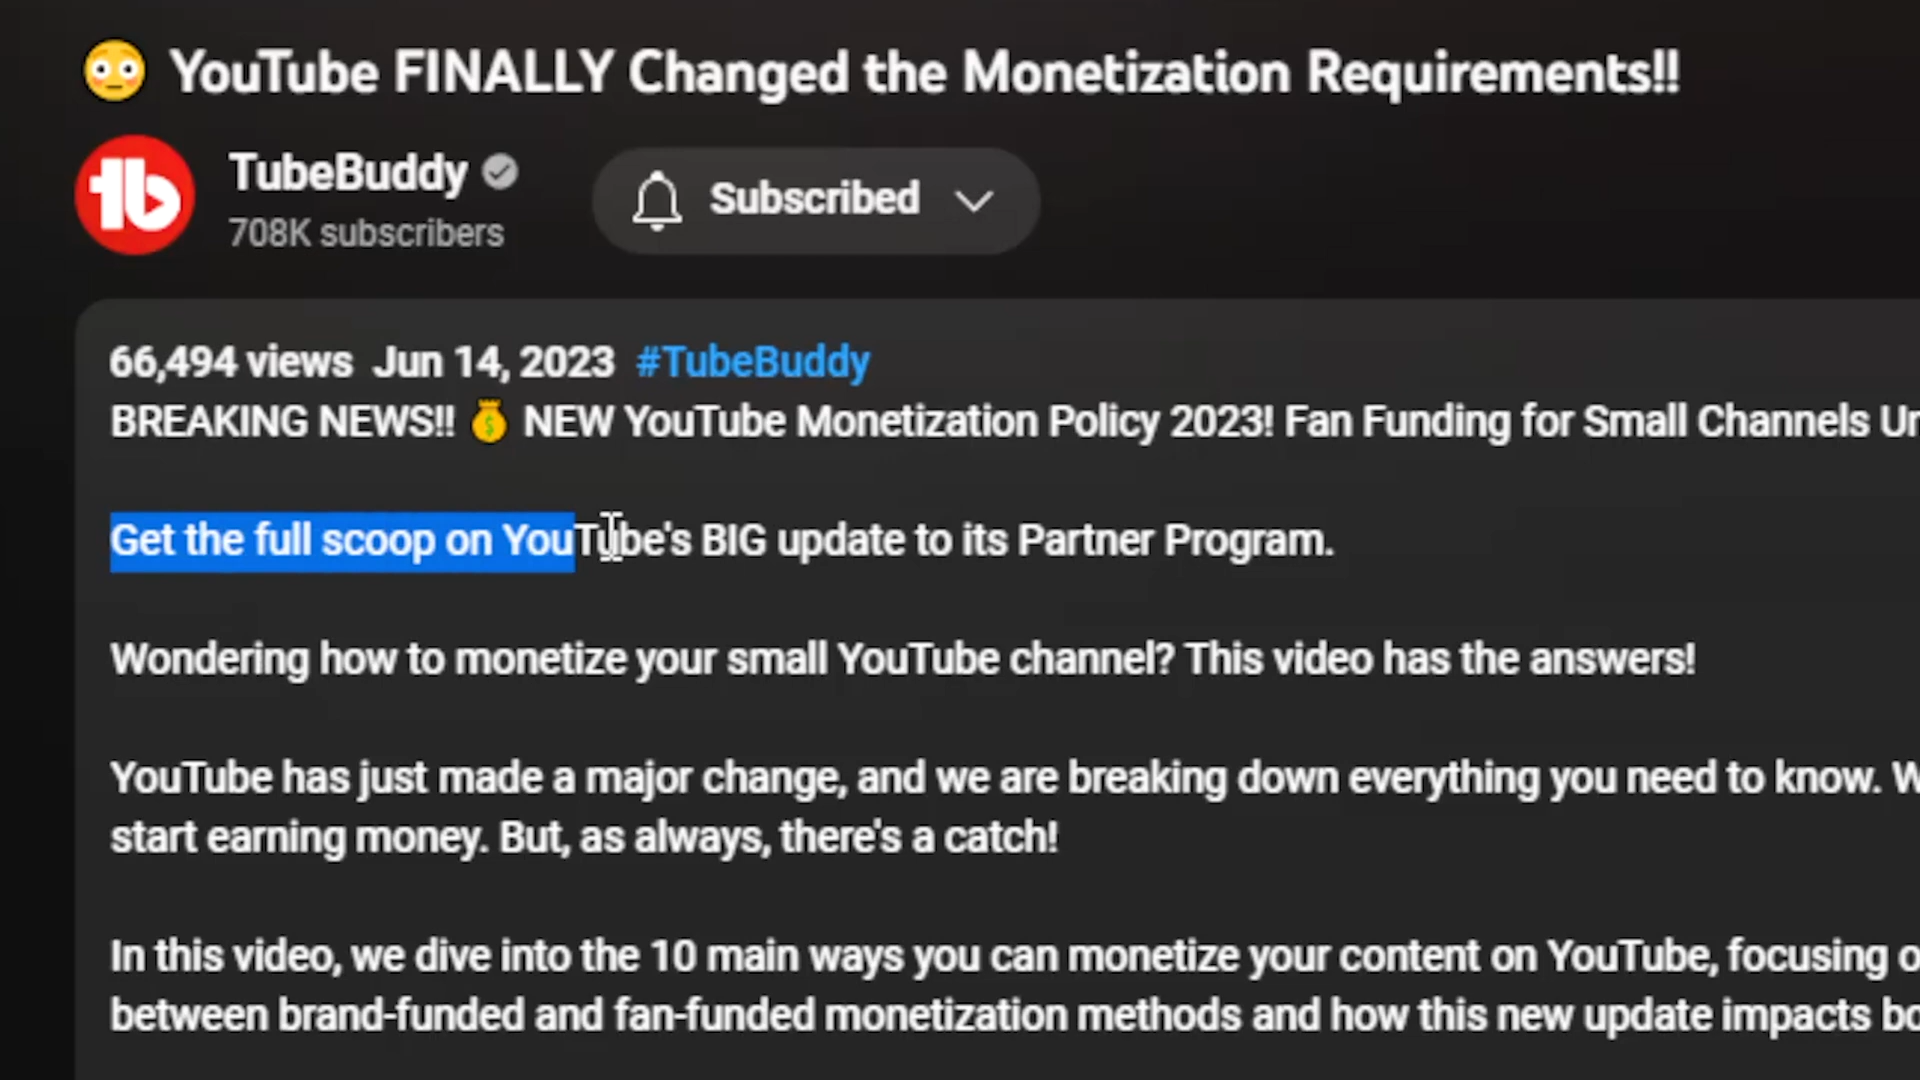 😳 YouTube FINALLY Changed the Monetization Requirements!!
tb
TubeBuddy
708K subscribers
Subscribed
66,494 views Jun 14, 2023 #TubeBuddy
BREAKING NEWS!! 💰 NEW YouTube Monetization Policy 2023! Fan Funding for Small Channels
Get the full scoop on YouTube's BIG update to its Partner Program.
Wondering how to monetize your small YouTube channel? This video has the answers!
YouTube has just made a major change, and we are breaking down everything you need to know.
start earning money. But, as always, there's a catch!
In this video, we dive into the 10 main ways you can monetize your content on YouTube, focusing
between brand-funded and fan-funded monetization methods and how this new update impacts